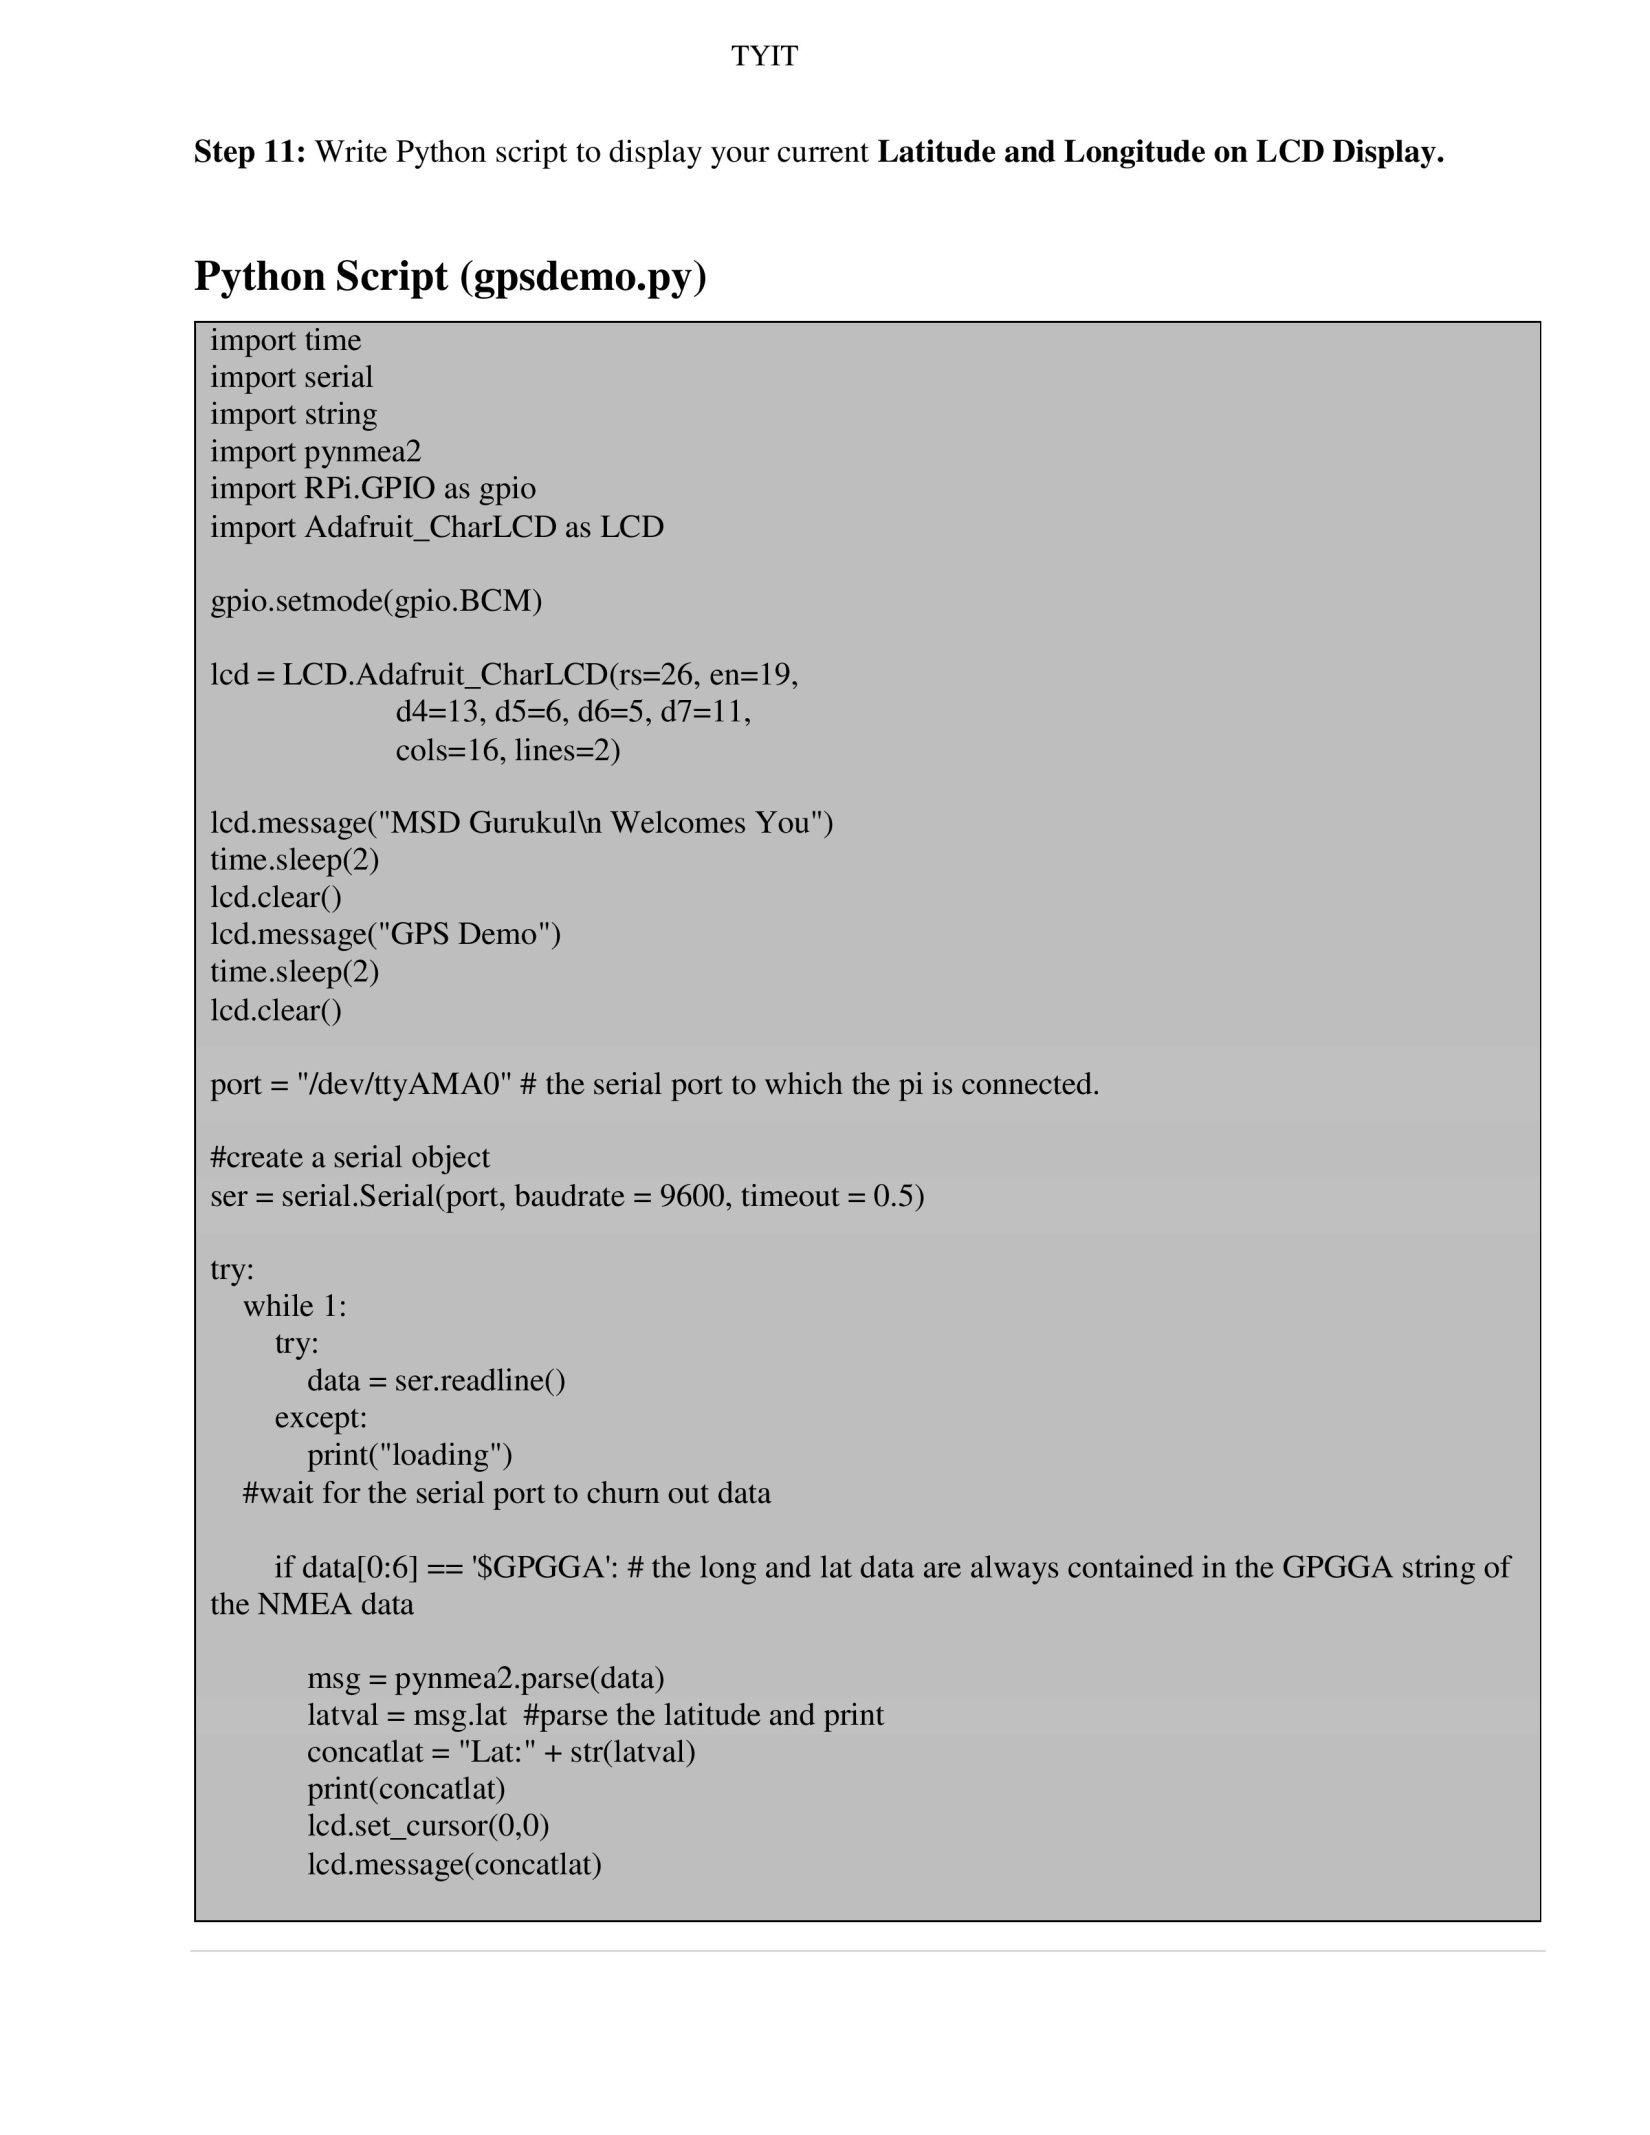 TYIT
Step 11: Write Python script to display your current Latitude and Longitude on LCD Display.
Python Script (gpsdemo.py)
import time
import serial
import string
import pynmea2
import RPi.GPIO as gpio
import Adafruit_CharLCD as LCD
gpio.setmode(gpio.BCM)
lcd = LCD.Adafruit_CharLCD(rs=26, en=19,
d4=13, d5=6, d6=5, d7=11,
cols=16, lines=2)
lcd.message("MSD Gurukul\n Welcomes You")
time.sleep(2)
lcd.clear()
lcd.message("GPS Demo")
time.sleep(2)
lcd.clear()
port = "/dev/ttyAMA0" # the serial port to which the pi is connected.
#create a serial object
ser = serial.Serial(port, baudrate = 9600, timeout = 0.5)
try:
while 1:
try:
data = ser.readline()
except:
print("loading")
#wait for the serial port to churn out data
if data[0:6] == '$GPGGA': # the long and lat data are always contained in the GPGGA string of
the NMEA data
msg = pynmea2.parse(data)
latval = msg.lat  #parse the latitude and print
concatlat = "Lat:" + str(latval)
print(concatlat)
lcd.set_cursor(0,0)
lcd.message(concatlat)